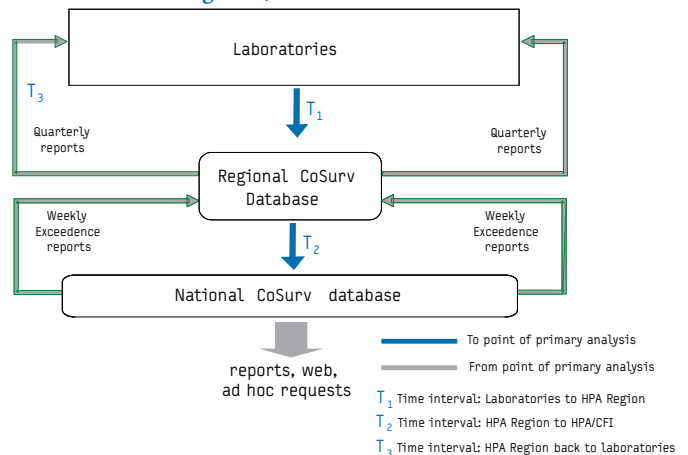 Laboratories
T3
T1
Quarterly
reports
Quarterly
reports
Regional CoSurv
Database
Weekly
Exceedence
reports
Weekly
Exceedence
reports
T2
National CoSurv database
reports, web,
ad hoc requests
To point of primary analysis
From point of primary analysis
T1 Time interval: Laboratories to HPA Region
T2 Time interval: HPA Region to HPA/CFI
T3 Time interval: HPA Region back to laboratories